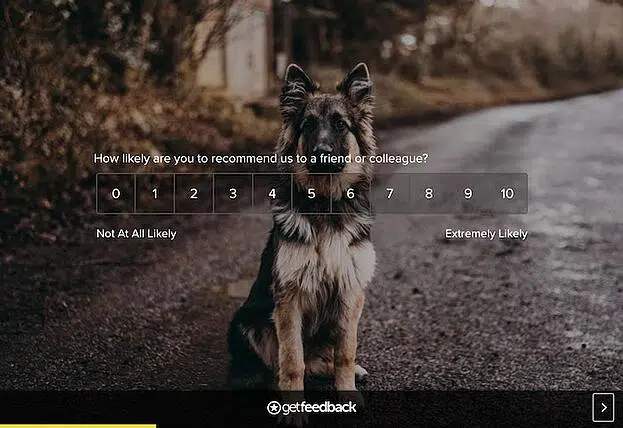 How likely are you to recommend us to a friend or colleague?
0 1 2 3 4 5 6 7 8 9 10
Not At All Likely Extremely Likely
getfeedback